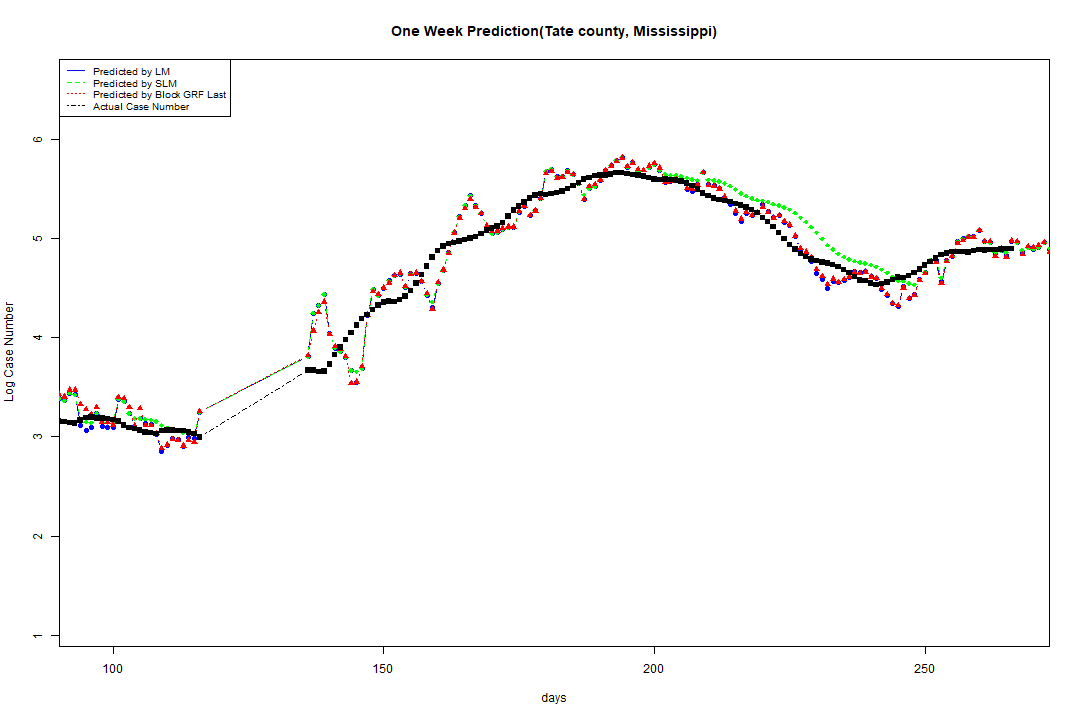 One Week Prediction(Tate county, Mississippi)
Predicted by LM
Predicted by SLM
Predicted by Block GRF Last
Actual Case Number
6
5
4
3
2
1
Log Case Number
100 150 200 250
days